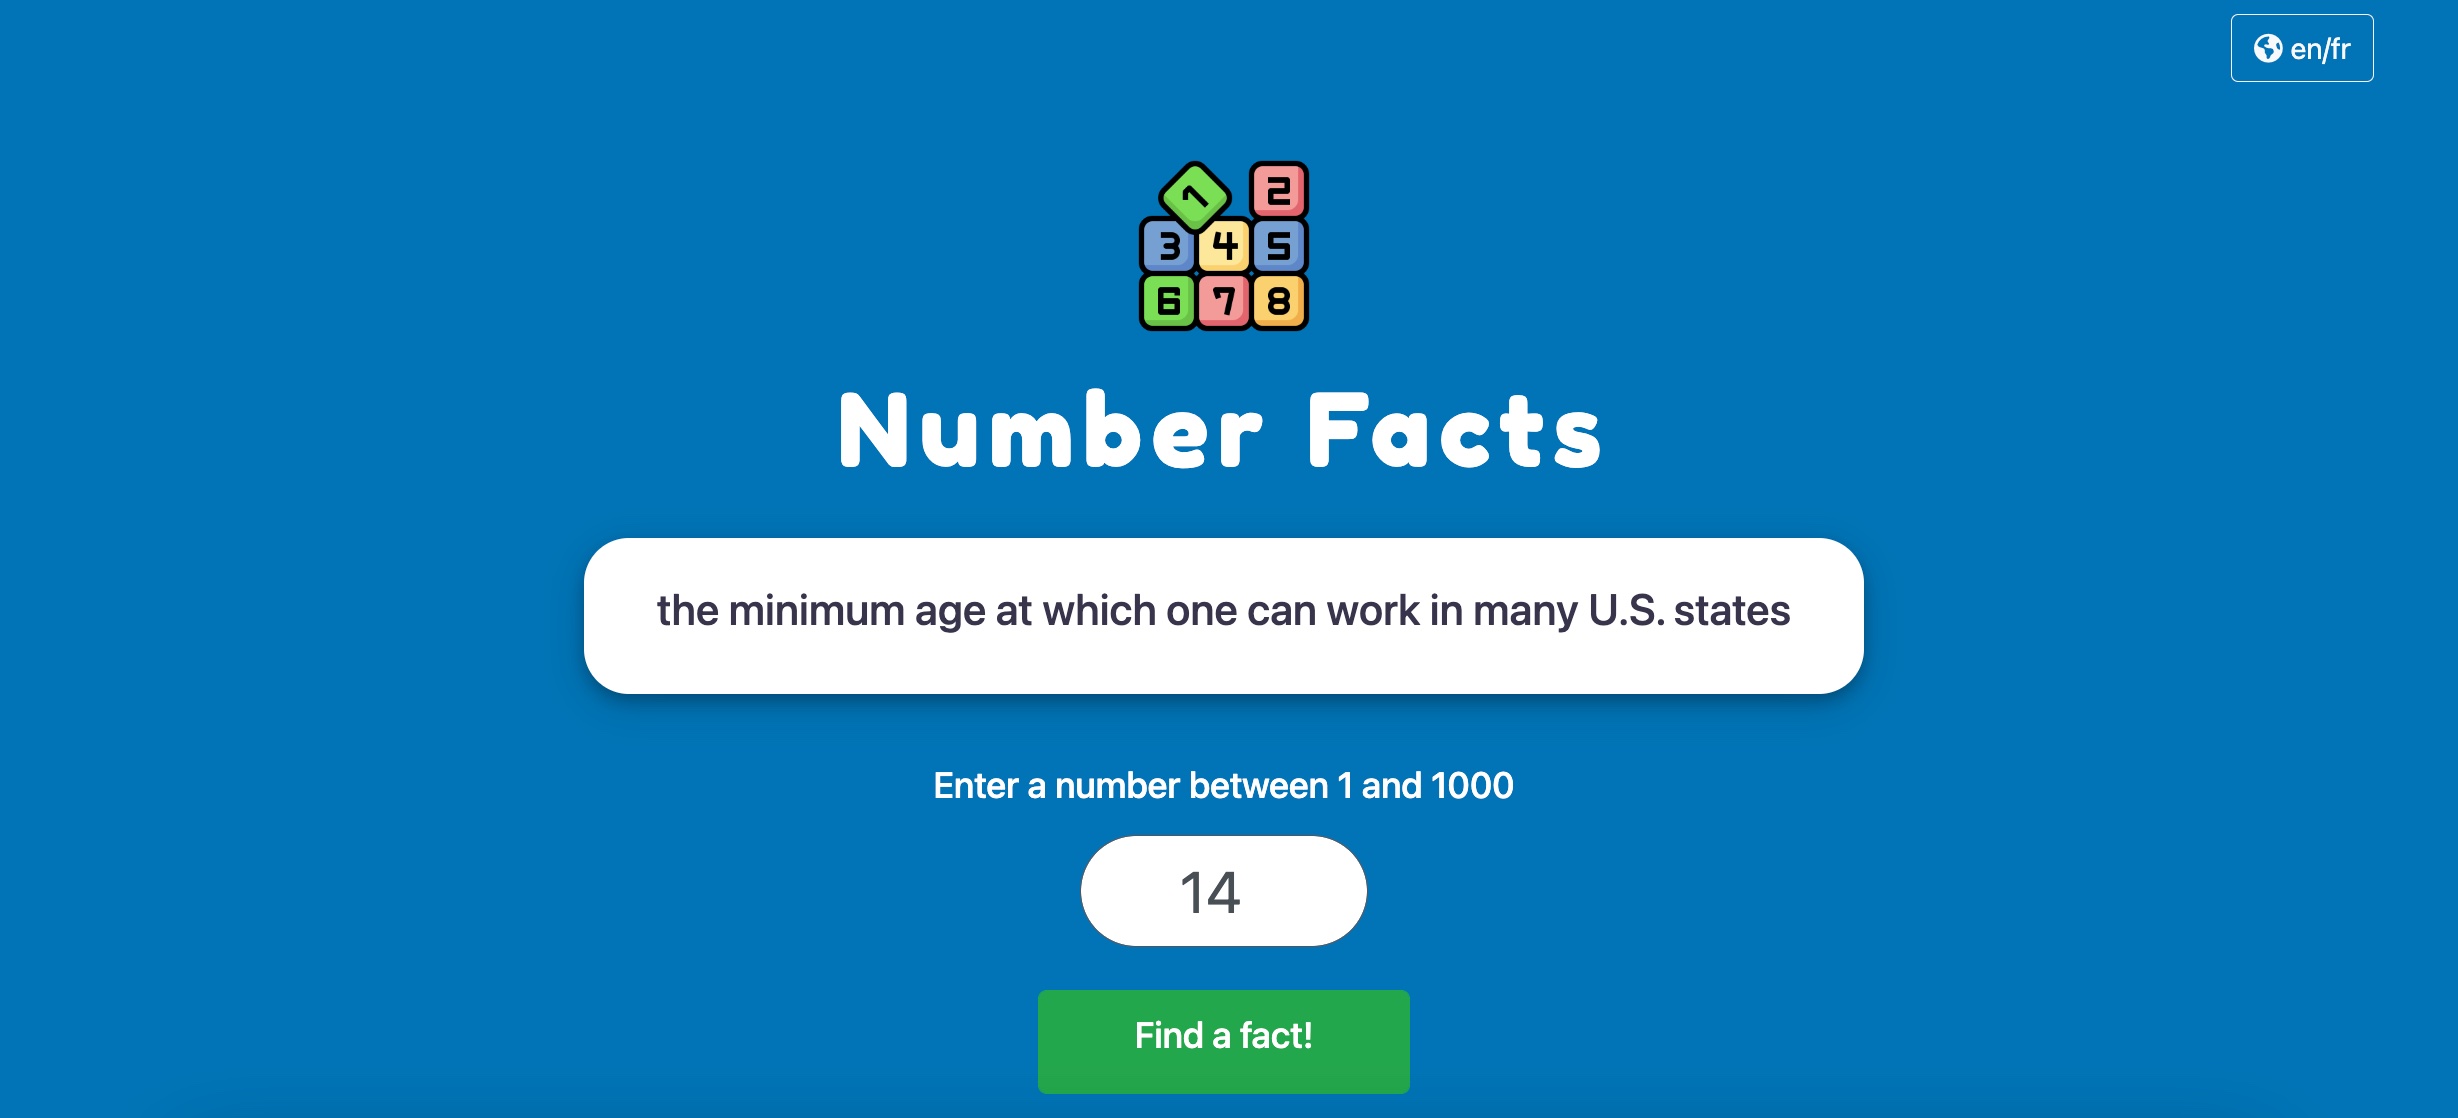 en/fr
1 2
3 4 5
6 7 8
Number Facts
the minimum age at which one can work in many U.S. states
Enter a number between 1 and 1000
14
Find a fact!